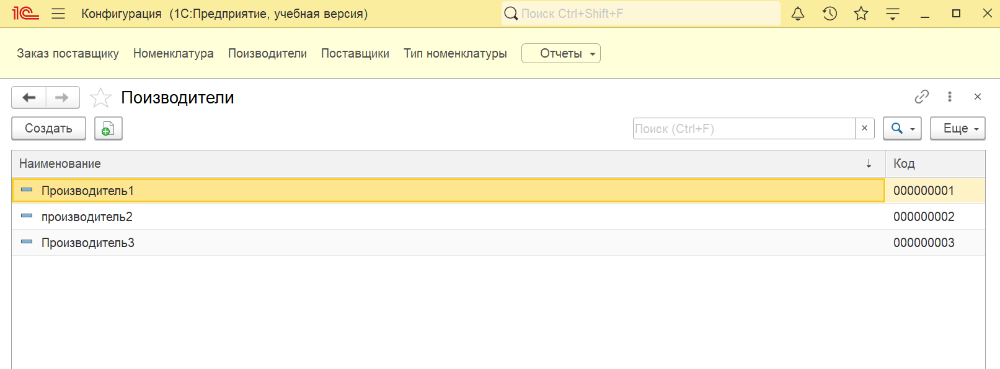 1С Конфигурация (1С:Предприятие, учебная версия) Поиск Ctrl+Shift+F
Заказ поставщику Номенклатура Поизводители Поставщики Тип номенклатуры Отчеты
Поизводители
Создать Поиск (Ctrl+F) × Еще
Наименование ↓ Код
Производитель1 000000001
производитель2 000000002
Производитель3 000000003